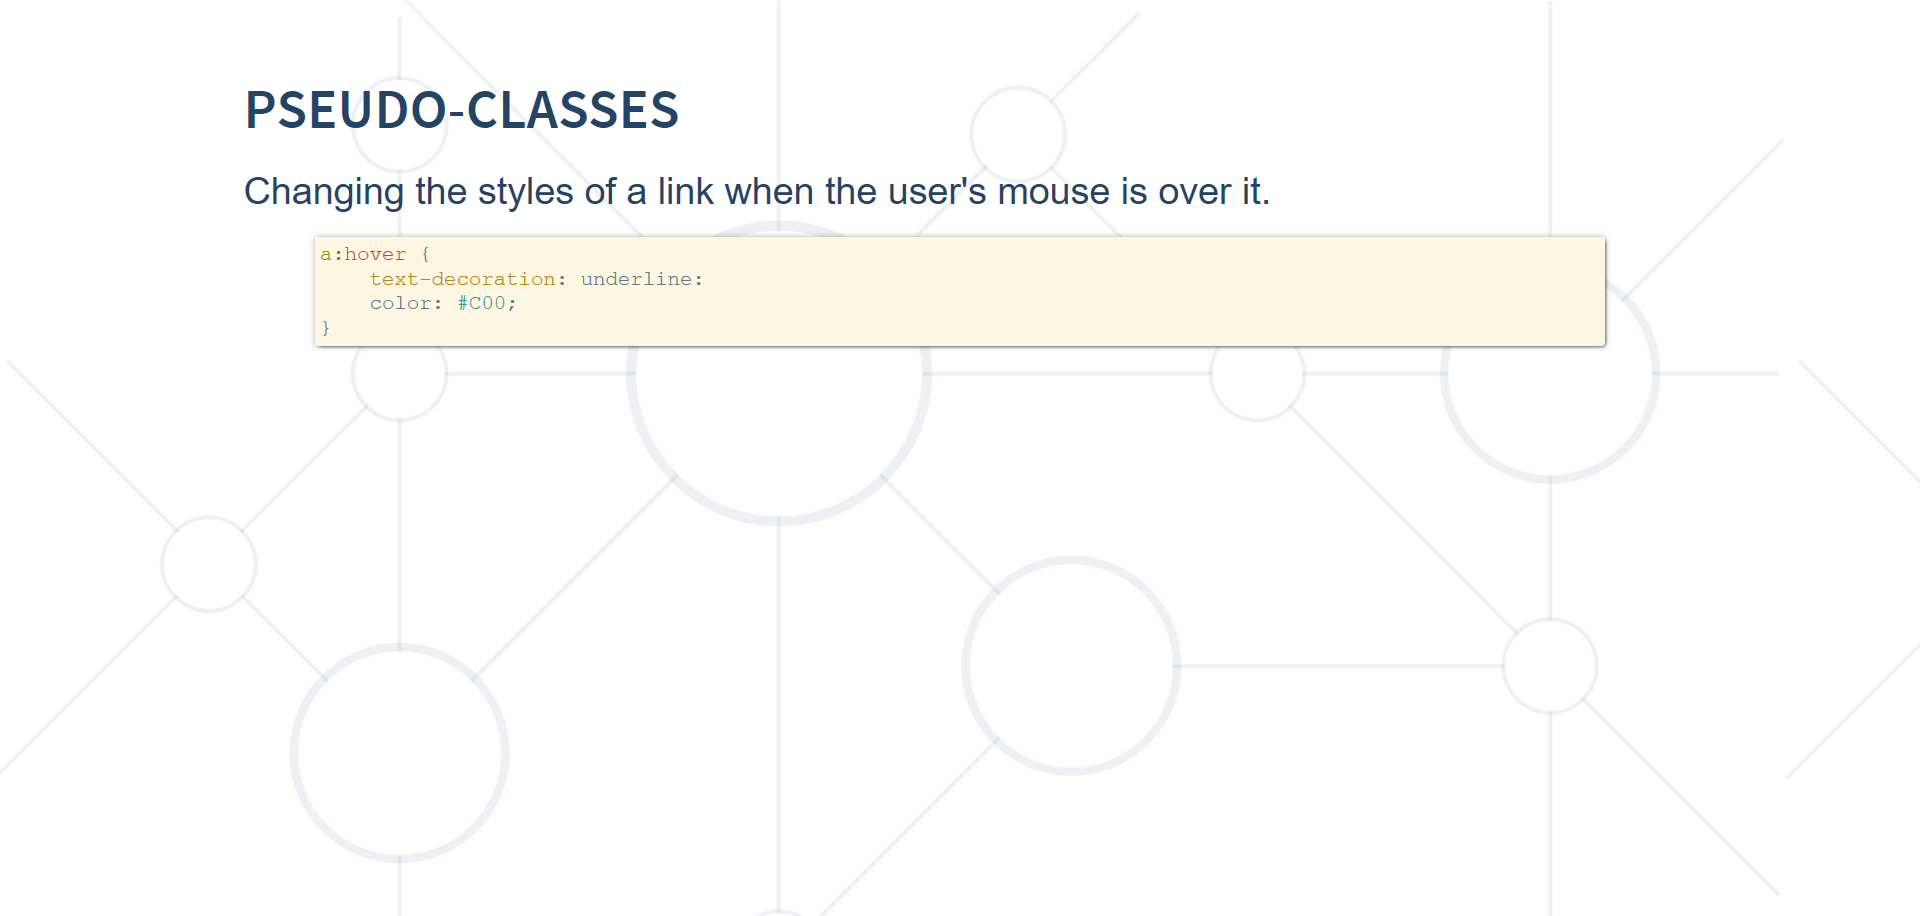 PSEUDO-CLASSES
Changing the styles of a link when the user's mouse is over it.
a:hover {
    text-decoration: underline:
    color: #C00;
}